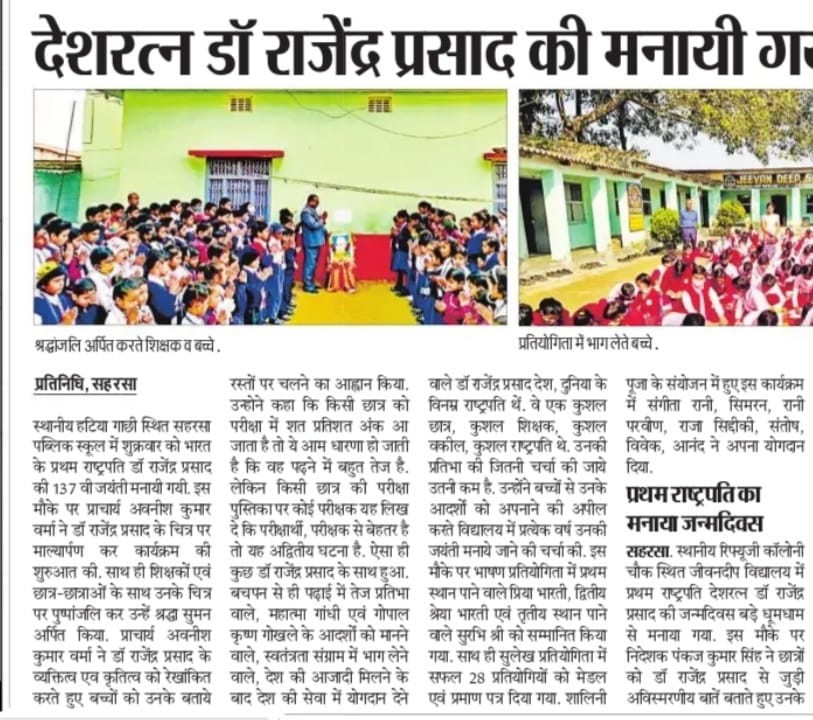 देशरत्न डॉ राजेंद्र प्रसाद की मनायी
JEEVAN DEEP
श्रद्धांजलि अर्पित करते शिक्षक व बच्चे.
प्रतियोगिता में भाग लेते बच्चे.
प्रतिनिधि, सहरसा
स्थानीय हटिया गाछी स्थित सहरसा
पब्लिक स्कूल में शुक्रवार को भारत
के प्रथम राष्ट्रपति डॉ राजेंद्र प्रसाद
की 137 वी जयंती मनायी गयी. इस
मौके पर प्राचार्य अवनीश कुमार
वर्मा ने डॉ राजेंद्र प्रसाद के चित्र पर
माल्यार्पण कर कार्यक्रम की
शुरुआत की. साथ ही शिक्षकों एवं
छात्र-छात्राओं के साथ उनके चित्र
पर पुष्पांजलि कर उन्हें श्रद्धा सुमन
अर्पित किया. प्राचार्य अवनीश
कुमार वर्मा ने डॉ राजेंद्र प्रसाद के
व्यक्तित्व एव कृतित्व को रेखांकित
करते हुए बच्चों को उनके बताये
रस्तों पर चलने का आह्वान किया.
उन्होने कहा कि किसी छात्र को
परीक्षा में शत प्रतिशत अंक आ
जाता है तो ये आम धारणा हो जाती
है कि वह पढ़ने में बहुत तेज है.
लेकिन किसी छात्र की परीक्षा
पुस्तिका पर कोई परीक्षक यह लिख
दे कि परीक्षार्थी, परीक्षक से बेहतर है
तो यह अद्वितीय घटना है. ऐसा ही
कुछ डॉ राजेंद्र प्रसाद के साथ हुआ.
बचपन से ही पढ़ाई में तेज प्रतिभा
वाले, महात्मा गांधी एवं गोपाल
कृष्ण गोखले के आदर्शों को मानने
वाले, स्वतंत्रता संग्राम में भाग लेने
वाले, देश की आजादी मिलने के
बाद देश की सेवा में योगदान देने
वाले डॉ राजेंद्र प्रसाद देश, दुनिया के
विनम्र राष्ट्रपति थें. वे एक कुशल
छात्र, कुशल शिक्षक, कुशल
वकील, कुशल राष्ट्रपति थे. उनकी
प्रतिभा की जितनी चर्चा की जाये
उतनी कम है. उन्होंने बच्चों से उनके
आदर्शों को अपनाने की अपील
करते विद्यालय में प्रत्येक वर्ष उनकी
जयंती मनाये जाने की चर्चा की. इस
मौके पर भाषण प्रतियोगिता में प्रथम
स्थान पाने वाले प्रिया भारती, द्वितीय
श्रेया भारती एवं तृतीय स्थान पाने
वाले सुरभि श्री को सम्मानित किया
गया. साथ ही सुलेख प्रतियोगिता में
सफल 28 प्रतियोगियों को मेडल
एवं प्रमाण पत्र दिया गया. शालिनी
पूजा के संयोजन में हुए इस कार्यक्रम
में संगीता रानी, सिमरन, रानी
परवीण, राजा सिद्दीकी, संतोष,
विवेक, आनंद ने अपना योगदान
दिया.
प्रथम राष्ट्रपति का
मनाया जन्मदिवस
सहरसा. स्थानीय रिफ्यूजी कॉलोनी
चौक स्थित जीवनदीप विद्यालय में
प्रथम राष्ट्रपति देशरत्न डॉ राजेंद्र
प्रसाद की जन्मदिवस बड़े धूमधाम
से मनाया गया. इस मौके पर
निदेशक पंकज कुमार सिंह ने छात्रों
को डॉ राजेंद्र प्रसाद से जुड़ी
अविस्मरणीय बातें बताते हुए उनके